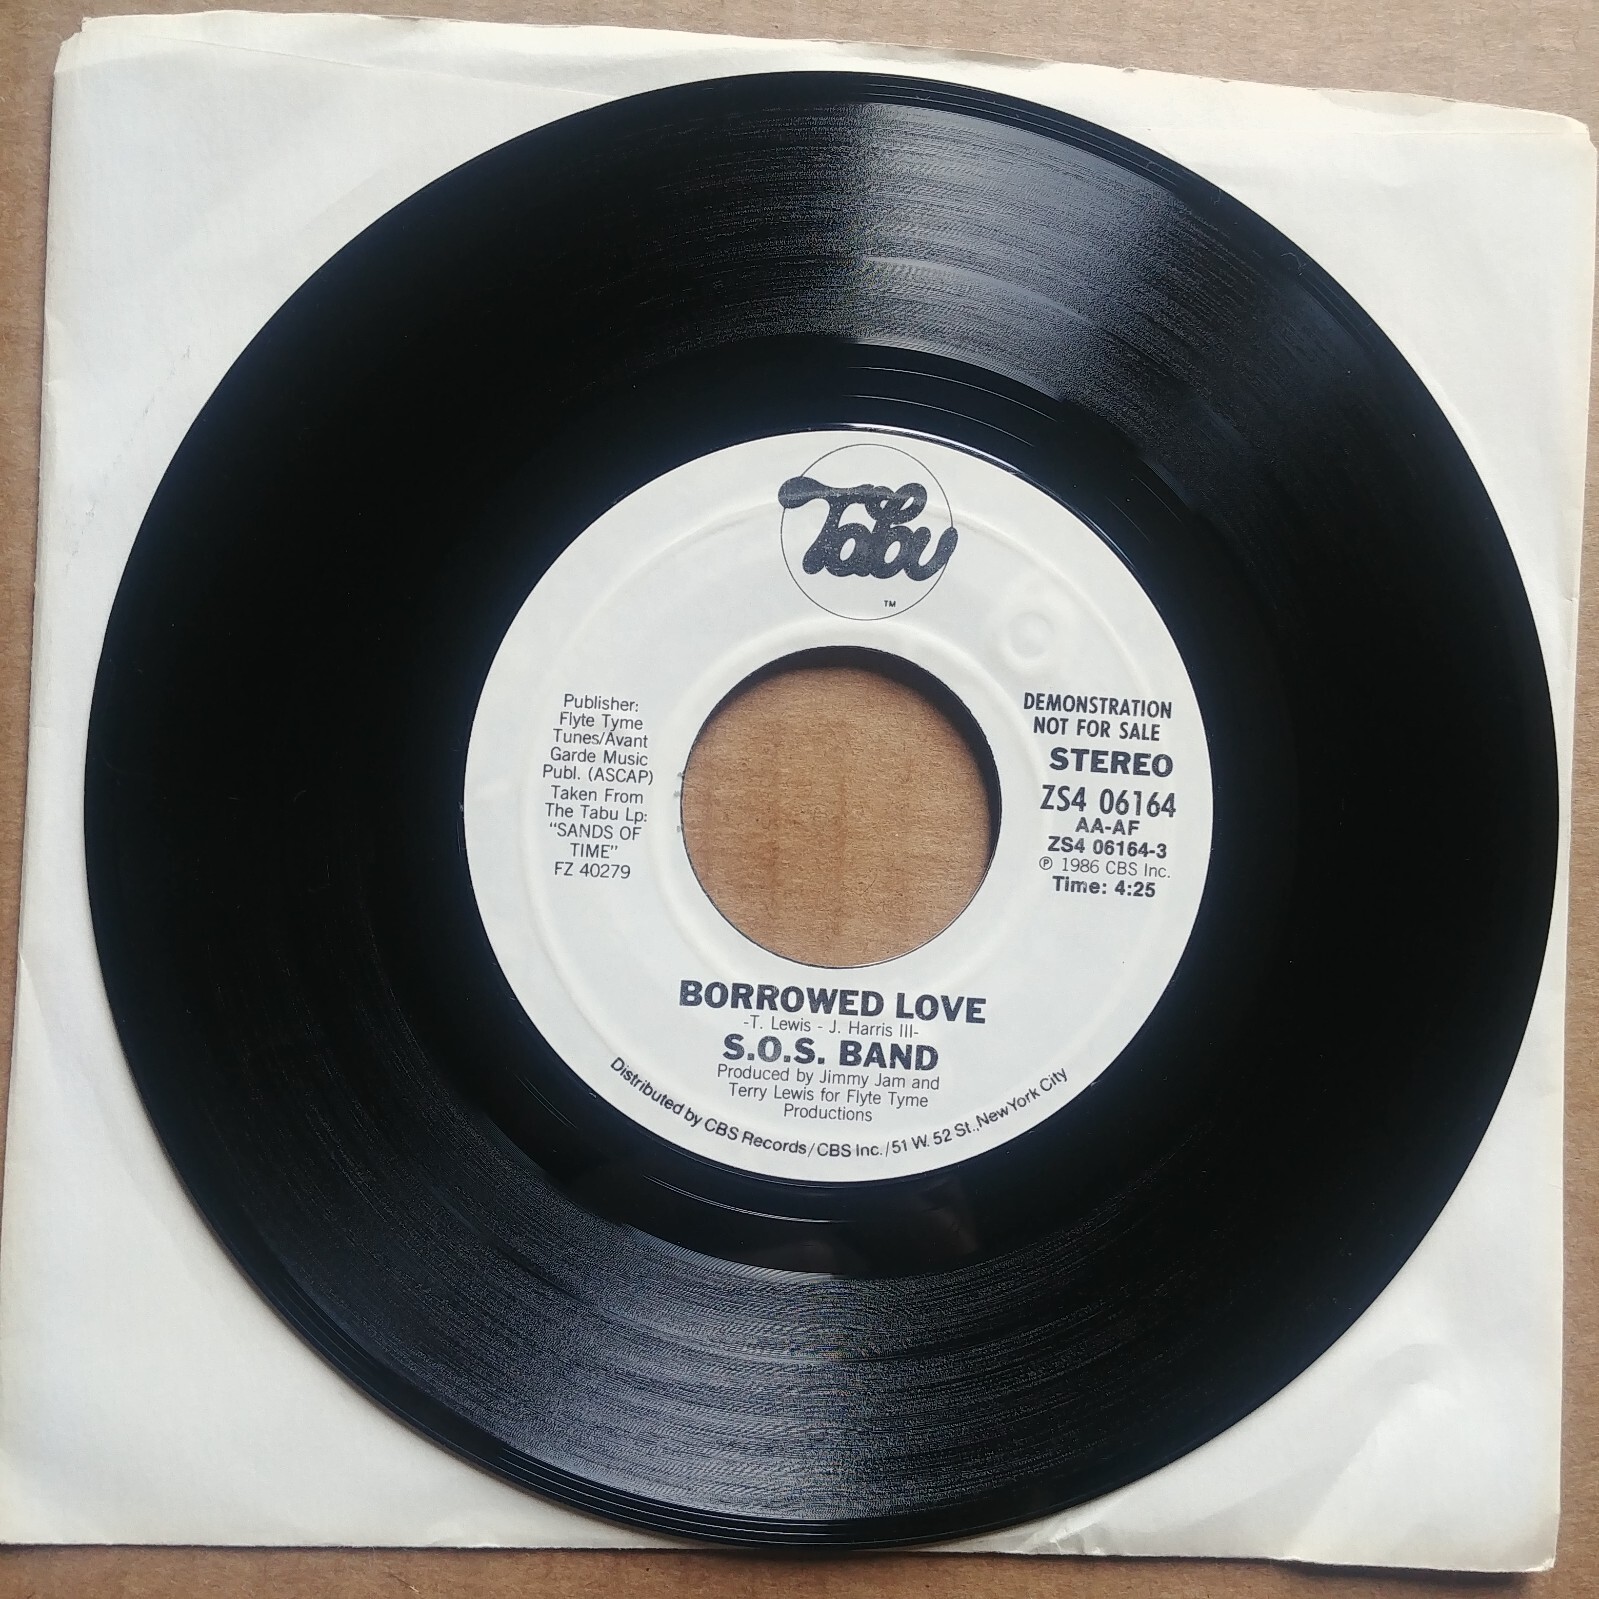 Tabu
TM
Publisher:
Flyte Tyme
Tunes/Avant
Garde Music
Publ. (ASCAP)
Taken From
The Tabu Lp:
"SANDS OF
TIME"
FZ 40279
DEMONSTRATION
NOT FOR SALE
STEREO
ZS4 06164
AA-AF
ZS4 06164-3
℗ 1986 CBS Inc.
Time: 4:25
BORROWED LOVE
-T. Lewis - J. Harris III-
S.O.S. BAND
Produced by Jimmy Jam and
Terry Lewis for Flyte Tyme
Productions
Distributed by CBS Records/CBS Inc./51 W. 52 St., New York City